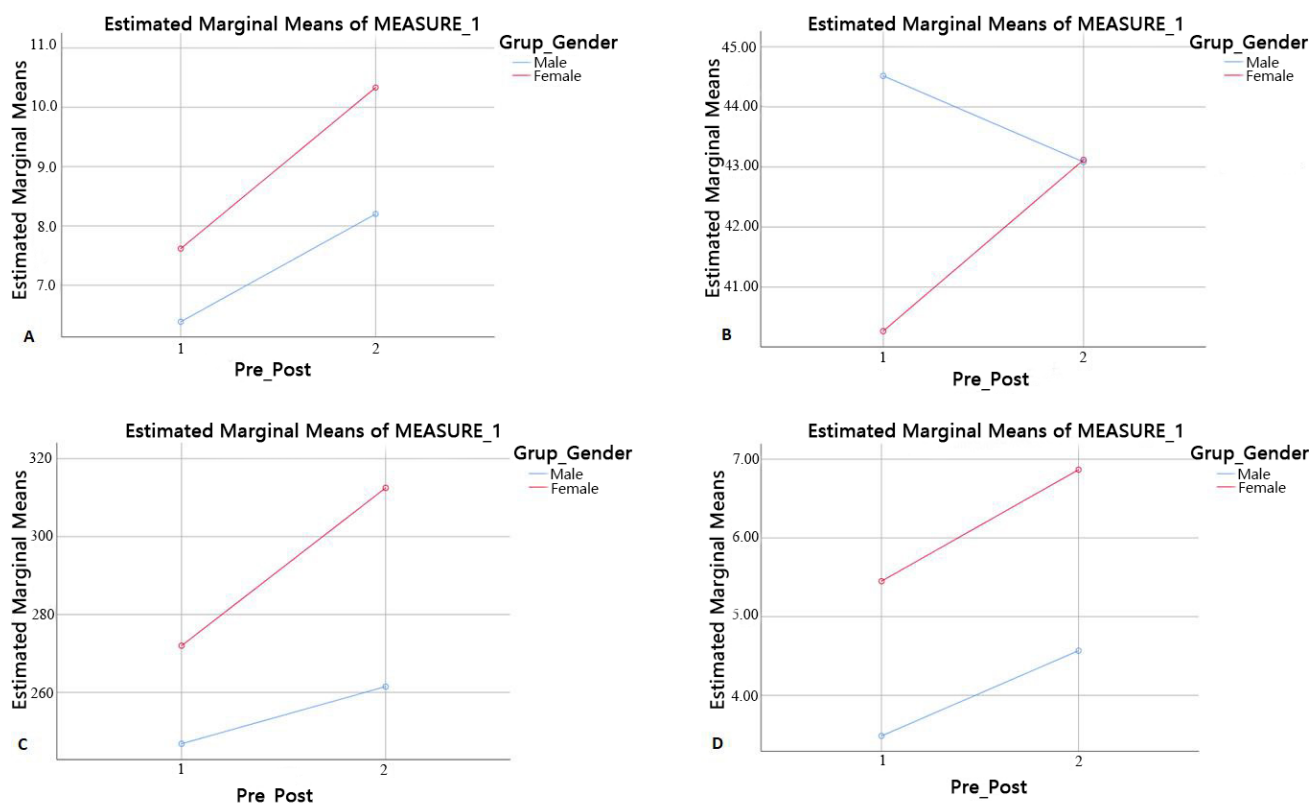 Estimated Marginal Means of MEASURE_1
Grup_Gender
Male
Female
Estimated Marginal Means
11.0
10.0
9.0
8.0
7.0
A
1 2
Pre_Post
Estimated Marginal Means of MEASURE_1
Grup_Gender
Male
Female
Estimated Marginal Means
45.00
44.00
43.00
42.00
41.00
B
1 2
Pre_Post
Estimated Marginal Means of MEASURE_1
Grup_Gender
Male
Female
Estimated Marginal Means
320
300
280
260
C
1 2
Pre_Post
Estimated Marginal Means of MEASURE_1
Grup_Gender
Male
Female
Estimated Marginal Means
7.00
6.00
5.00
4.00
D
1 2
Pre_Post